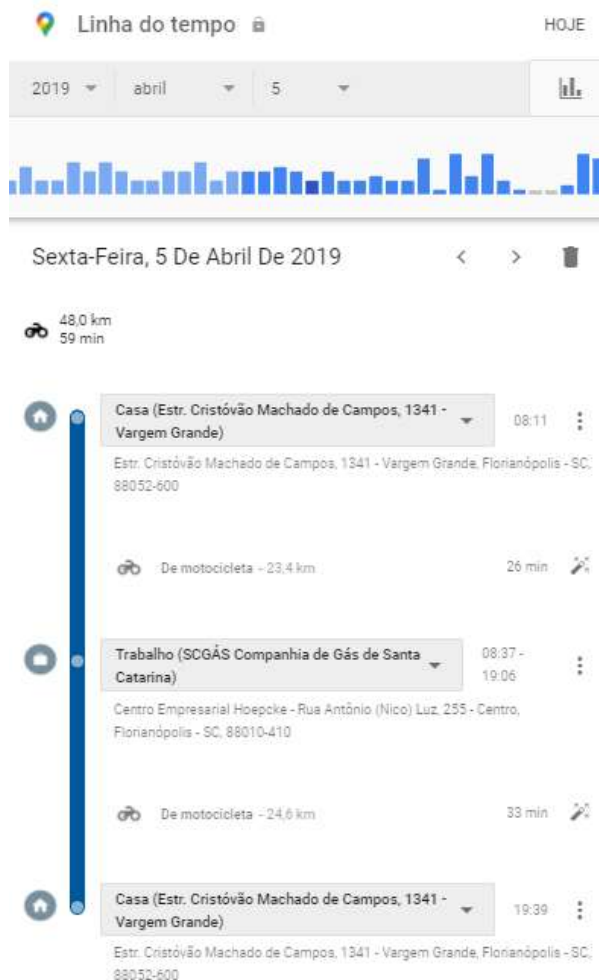 Linha do tempo
HOJE
2019 abril 5
Sexta-Feira, 5 De Abril De 2019
48,0 km
59 min
Casa (Estr. Cristóvão Machado de Campos, 1341 -
Vargem Grande)
08:11
Estr. Cristóvão Machado de Campos, 1341 - Vargem Grande, Florianópolis - SC,
88052-600
De motocicleta - 23,4 km
26 min
Trabalho (SCGÁS Companhia de Gás de Santa
Catarina)
08:37 -
19:06
Centro Empresarial Hoepcke - Rua Antônio (Nico) Luz, 255 - Centro,
Florianópolis - SC, 88010-410
De motocicleta - 24,6 km
33 min
Casa (Estr. Cristóvão Machado de Campos, 1341 -
Vargem Grande)
19:39
Estr. Cristóvão Machado de Campos, 1341 - Vargem Grande, Florianópolis - SC,
88052-600